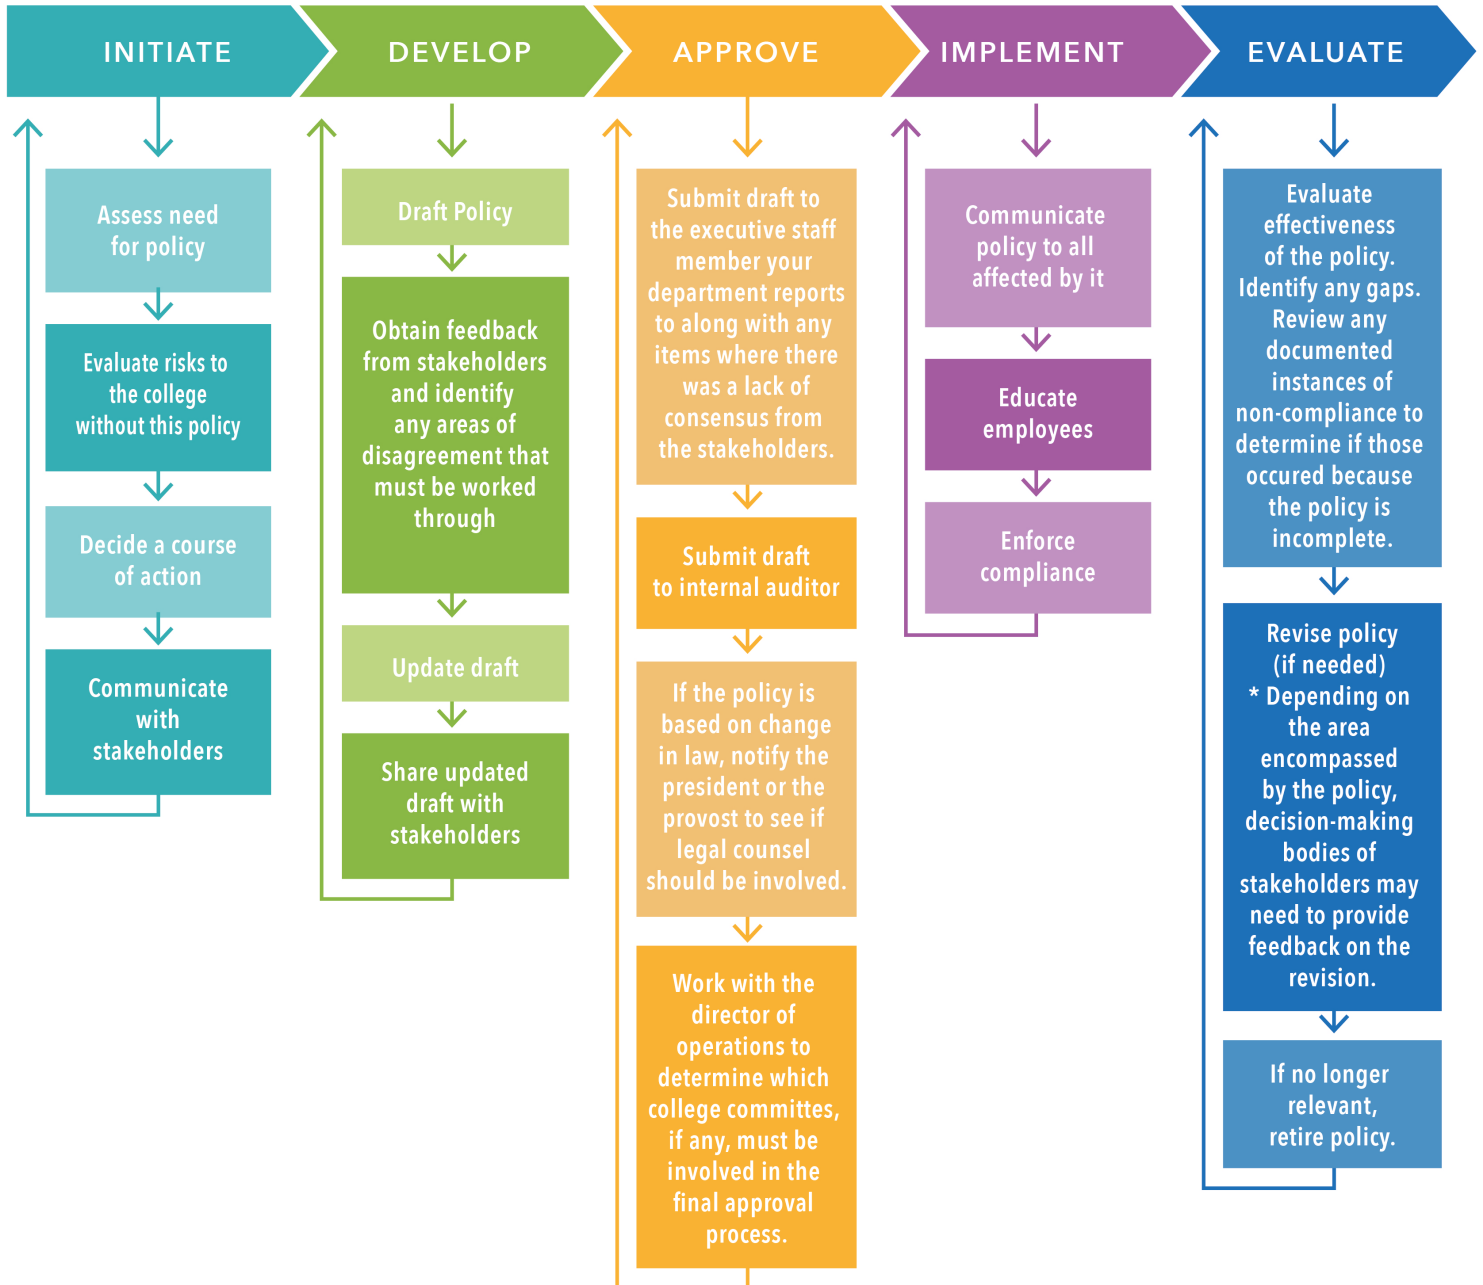 INITIATE
DEVELOP
APPROVE
IMPLEMENT
EVALUATE
Assess need
for policy
Evaluate risks to
the college
without this policy
Decide a course
of action
Communicate
with
stakeholders
Draft Policy
Obtain feedback
from stakeholders
and identify
any areas of
disagreement that
must be worked
through
Update draft
Share updated
draft with
stakeholders
Submit draft to
the executive staff
member your
department reports
to along with any
items where there
was a lack of
consensus from
the stakeholders.
Submit draft
to internal auditor
If the policy is
based on change
in law, notify the
president or the
provost to see if
legal counsel
should be involved.
Work with the
director of
operations to
determine which
college committes,
if any, must be
involved in the
final approval
process.
Communicate
policy to all
affected by it
Educate
employees
Enforce
compliance
Evaluate
effectiveness
of the policy.
Identify any gaps.
Review any
documented
instances of
non-compliance to
determine if those
occured because
the policy is
incomplete.
Revise policy
(if needed)
* Depending on
the area
encompassed
by the policy,
decision-making
bodies of
stakeholders may
need to provide
feedback on the
revision.
If no longer
relevant,
retire policy.